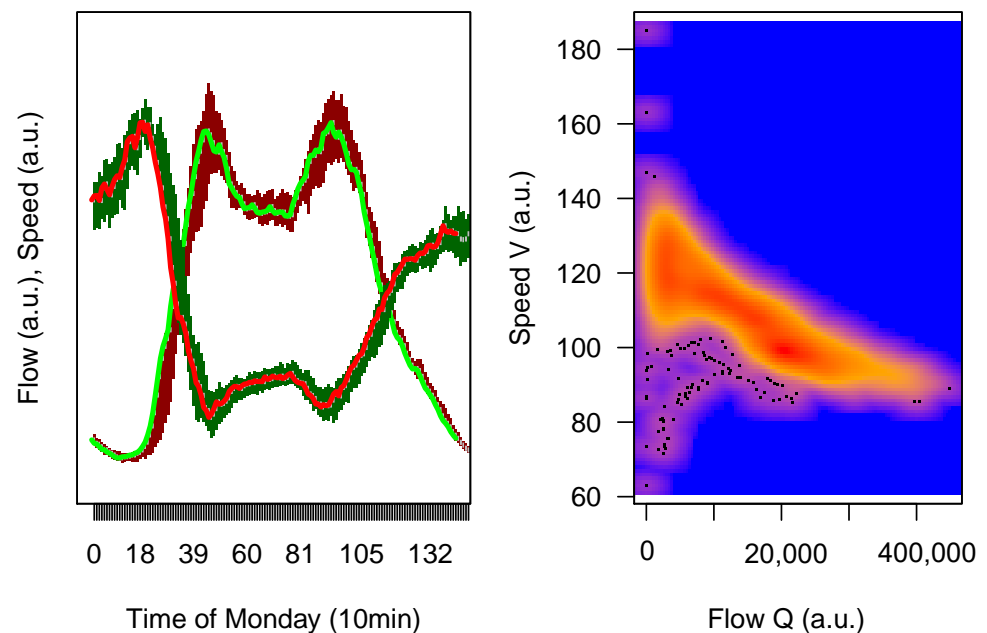 Flow (a.u.), Speed (a.u.)
0 18 39 60 81 105 132
Time of Monday (10min)
Speed V (a.u.)
180
160
140
120
100
80
60
0 20,000 400,000
Flow Q (a.u.)